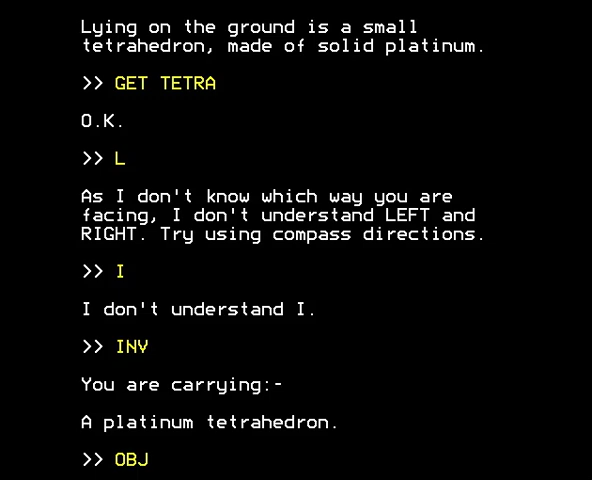 Lying on the ground is a small
tetrahedron, made of solid platinum.
>> GET TETRA
O.K.
>> L
As I don't know which way you are
facing, I don't understand LEFT and
RIGHT. Try using compass directions.
>> I
I don't understand I.
>> INV
You are carrying:-
A platinum tetrahedron.
>> OBJ